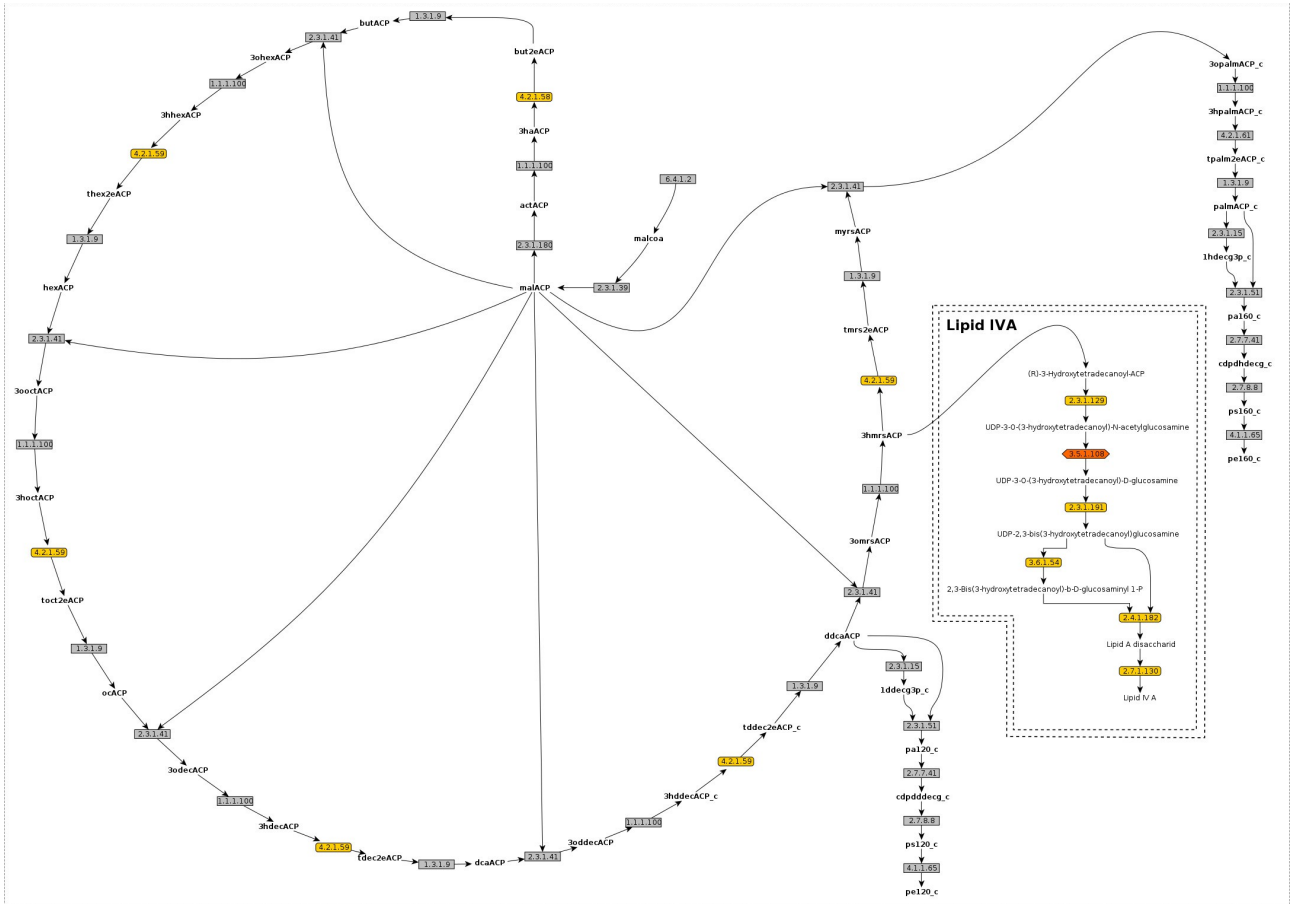 malACP
2.3.1.180
actACP
1.1.1.100
3haACP
4.2.1.58
but2eACP
1.3.1.9
butACP
2.3.1.41
3ohexACP
1.1.1.100
3hhexACP
4.2.1.59
thex2eACP
1.3.1.9
hexACP
2.3.1.41
3ooctACP
1.1.1.100
3hoctACP
4.2.1.59
toct2eACP
1.3.1.9
ocACP
2.3.1.41
3odecACP
1.1.1.100
3hdecACP
4.2.1.59
tdec2eACP
1.3.1.9
dcaACP
2.3.1.41
3oddecACP
1.1.1.100
3hddecACP_c
4.2.1.59
tddec2eACP_c
1.3.1.9
ddcaACP
2.3.1.41
3omrsACP
1.1.1.100
3hmrsACP
4.2.1.59
tmrs2eACP
1.3.1.9
myrsACP
2.3.1.41
6.4.1.2
malcoa
2.3.1.39
2.3.1.15
1ddecg3p_c
2.3.1.51
pa120_c
2.7.7.41
cdpdddecg_c
2.7.8.8
ps120_c
4.1.1.65
pe120_c
Lipid IVA
(R)-3-Hydroxytetradecanoyl-ACP
2.3.1.129
UDP-3-O-(3-hydroxytetradecanoyl)-N-acetylglucosamine
3.5.1.108
UDP-3-O-(3-hydroxytetradecanoyl)-D-glucosamine
2.3.1.191
UDP-2,3-bis(3-hydroxytetradecanoyl)glucosamine
3.6.1.54
2,3-Bis(3-hydroxytetradecanoyl)-b-D-glucosaminyl 1-P
2.4.1.182
Lipid A disaccharid
2.7.1.130
Lipid IV A
3opalmACP_c
1.1.1.100
3hpalmACP_c
4.2.1.61
tpalm2eACP_c
1.3.1.9
palmACP_c
2.3.1.15
1hdecg3p_c
2.3.1.51
pa160_c
2.7.7.41
cdpdhdecg_c
2.7.8.8
ps160_c
4.1.1.65
pe160_c